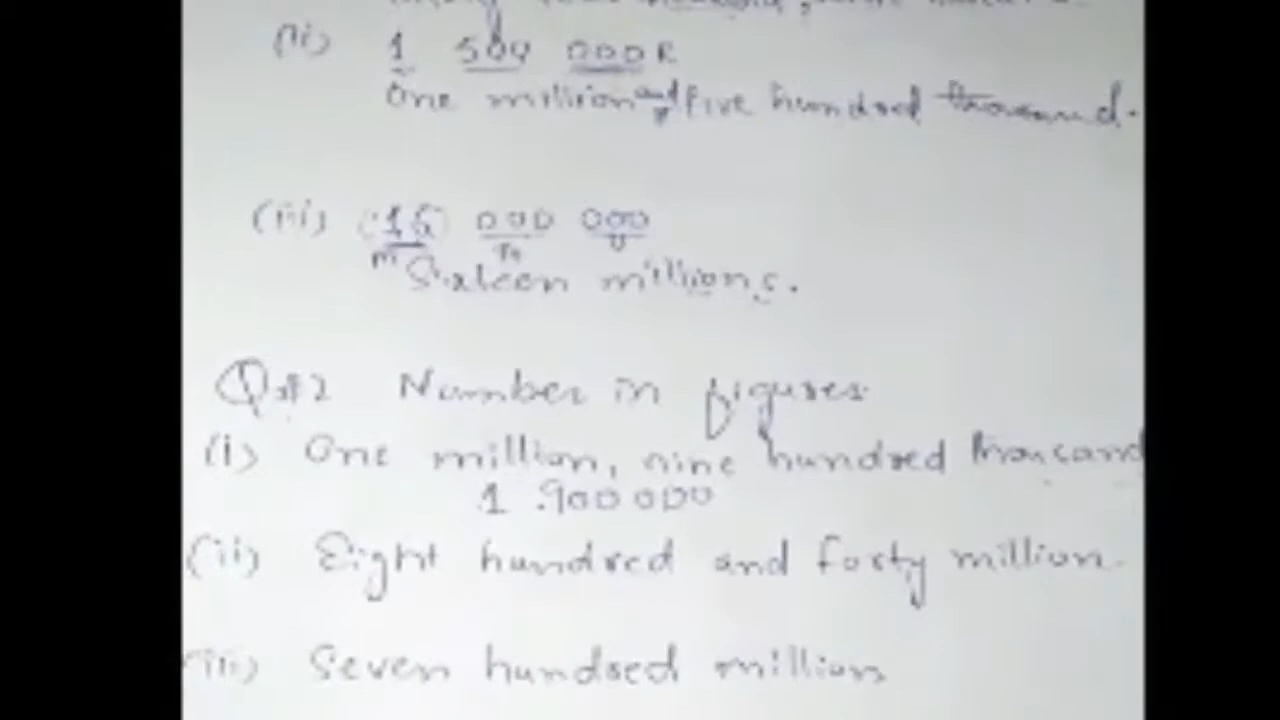 (ii) 1 500 000 R
One million and five hundred thousand.
(iii) 16 000 000
m Th U
Sixteen millions.
Q#2 Number in figures
(i) One million, nine hundred thousand
1 900 000
(ii) Eight hundred and forty million.
(iii) Seven hundred million